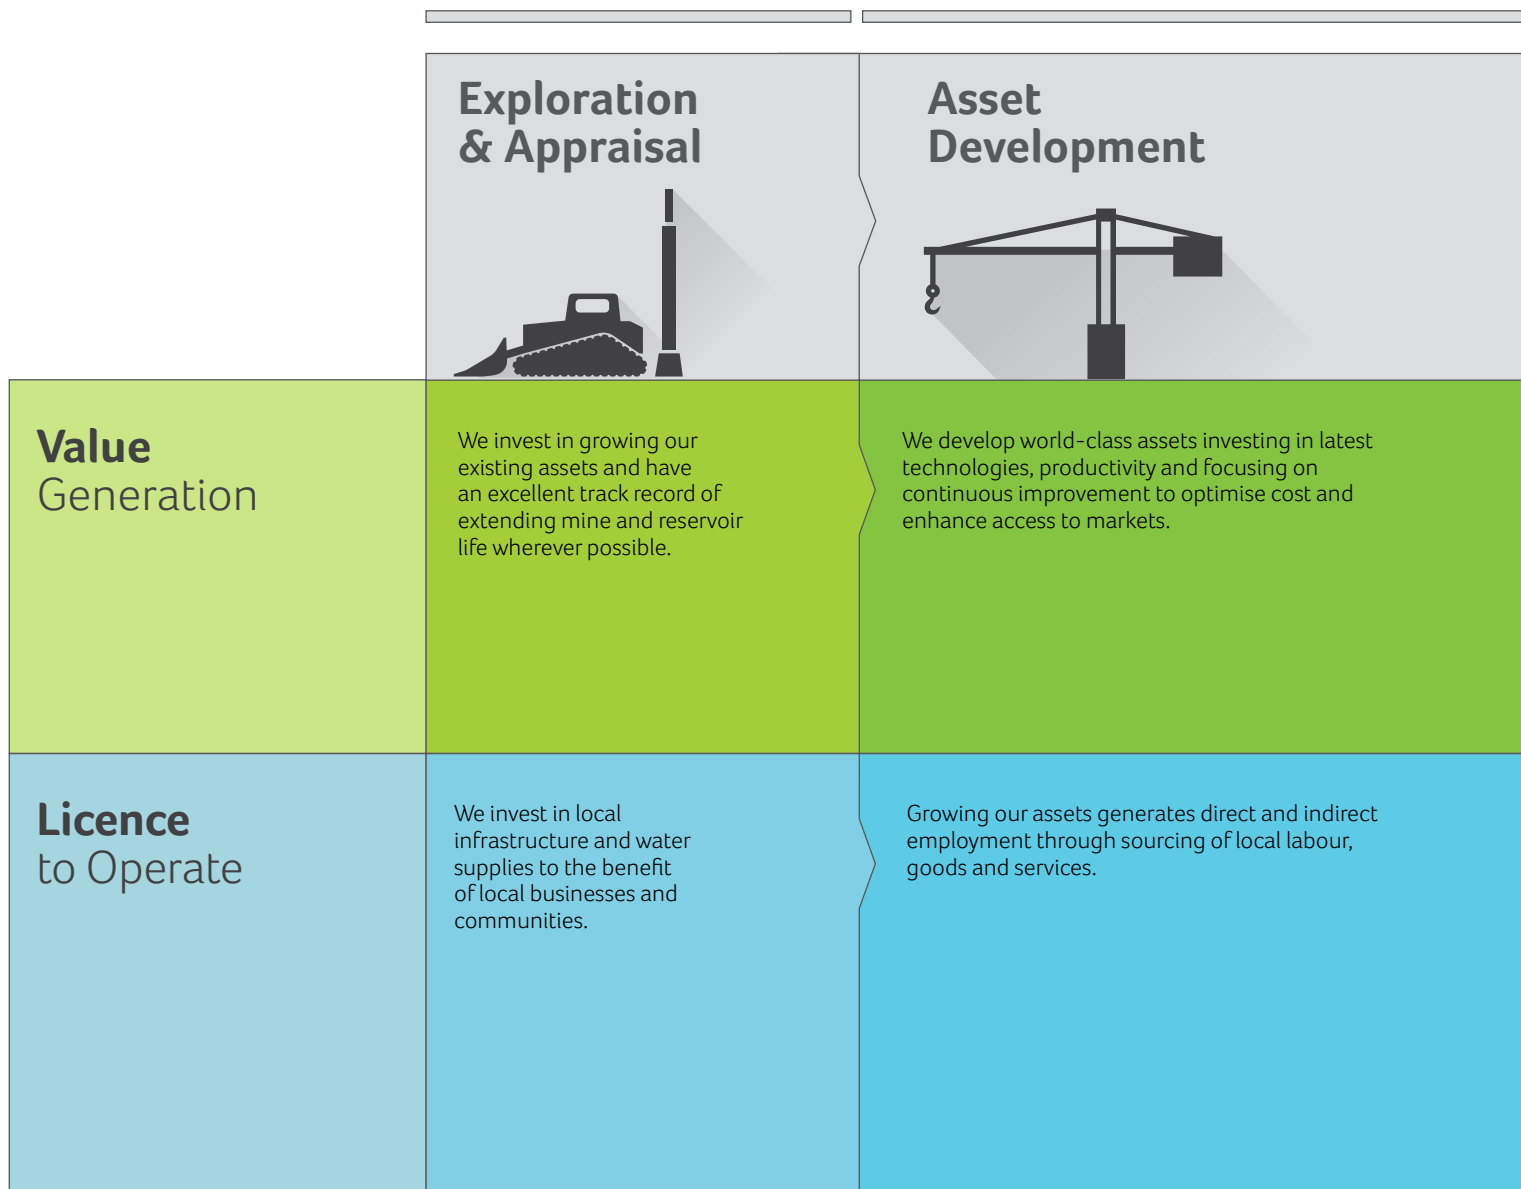 Exploration
& Appraisal
Asset
Development
Value
Generation
We invest in growing our
existing assets and have
an excellent track record of
extending mine and reservoir
life wherever possible.
We develop world-class assets investing in latest
technologies, productivity and focusing on
continuous improvement to optimise cost and
enhance access to markets.
Licence
to Operate
We invest in local
infrastructure and water
supplies to the benefit
of local businesses and
communities.
Growing our assets generates direct and indirect
employment through sourcing of local labour,
goods and services.